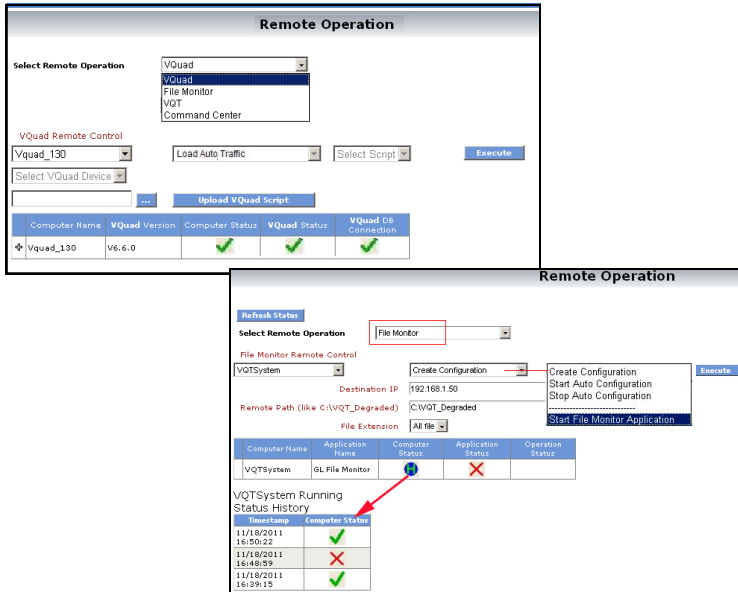 Remote Operation
Select Remote Operation
VQuad
VQuad
File Monitor
VQT
Command Center
VQuad Remote Control
Vquad_130
Load Auto Traffic
Select Script
Execute
Select VQuad Device
...
Upload VQuad Script
Computer Name
VQuad Version
Computer Status
VQuad Status
VQuad DB
Connection
Vquad_130
V6.6.0
Remote Operation
Refresh Status
Select Remote Operation
File Monitor
File Monitor Remote Control
VQTSystem
Create Configuration
Create Configuration
Start Auto Configuration
Stop Auto Configuration
----------------------------
Start File Monitor Application
Execute
Destination IP
192.168.1.50
Remote Path (like C:\VQT_Degraded)
C:\VQT_Degraded
File Extension
All file
Computer Name
Application
Name
Computer
Status
Application
Status
Operation
Status
VQTSystem
GL File Monitor
H
VQTSystem Running
Status History
Timestamp
Computer Status
11/18/2011
16:50:22
11/18/2011
16:48:59
11/18/2011
16:39:15